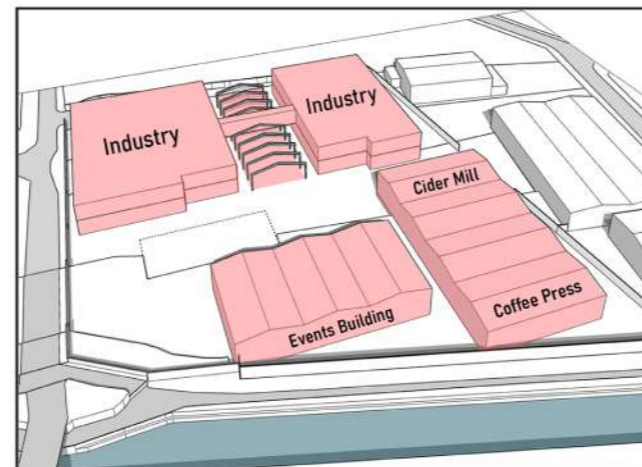 Industry
Industry
Cider Mill
Coffee Press
Events Building